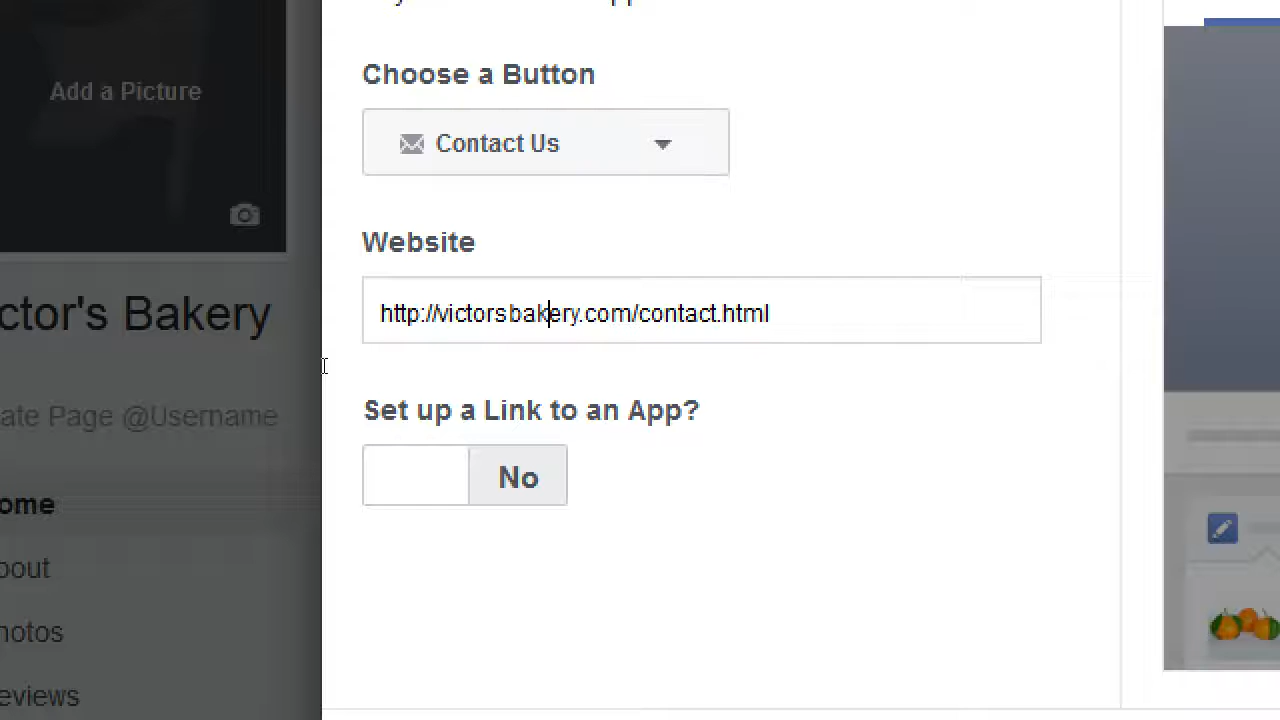 Add a Picture
ctor's Bakery
ate Page @Username
ome
bout
hotos
eviews
Choose a Button
Contact Us
Website
http://victorsbakery.com/contact.html
Set up a Link to an App?
No